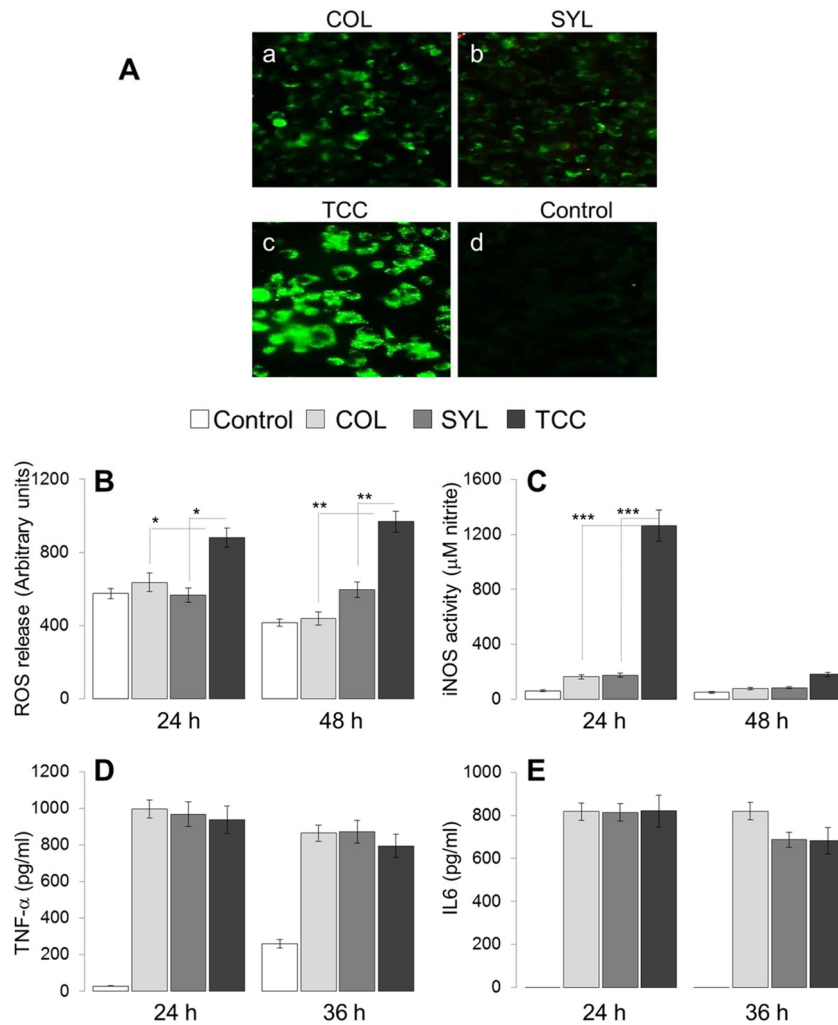 COL SYL
A
a b
TCC Control
c d
Control COL SYL TCC
B
ROS release (Arbitrary units)
1200
800
400
0
* *
** **
24 h 48 h
C
iNOS activity (µM nitrite)
1600
1200
800
400
0
*** ***
24 h 48 h
D
TNF-α (pg/ml)
1200
1000
800
600
400
200
0
24 h 36 h
E
IL6 (pg/ml)
1000
800
600
400
200
0
24 h 36 h